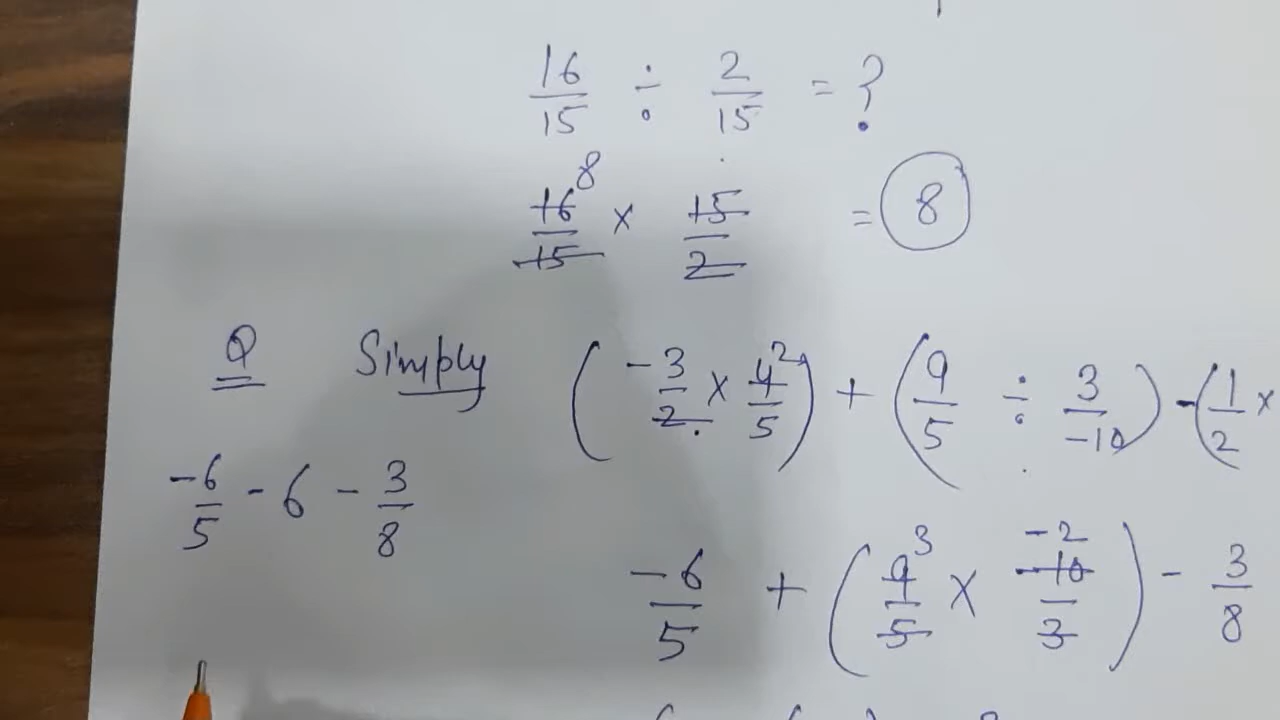 16/15 ÷ 2/15 = ?
16/15 8 × 15/2 = 8
Q Simply (-3/2 × 4/5 2) + (9/5 ÷ 3/-10) - (1/2 ×
-6/5 - 6 - 3/8
-6/5 + (9/5 3 × -10/3 -2) - 3/8